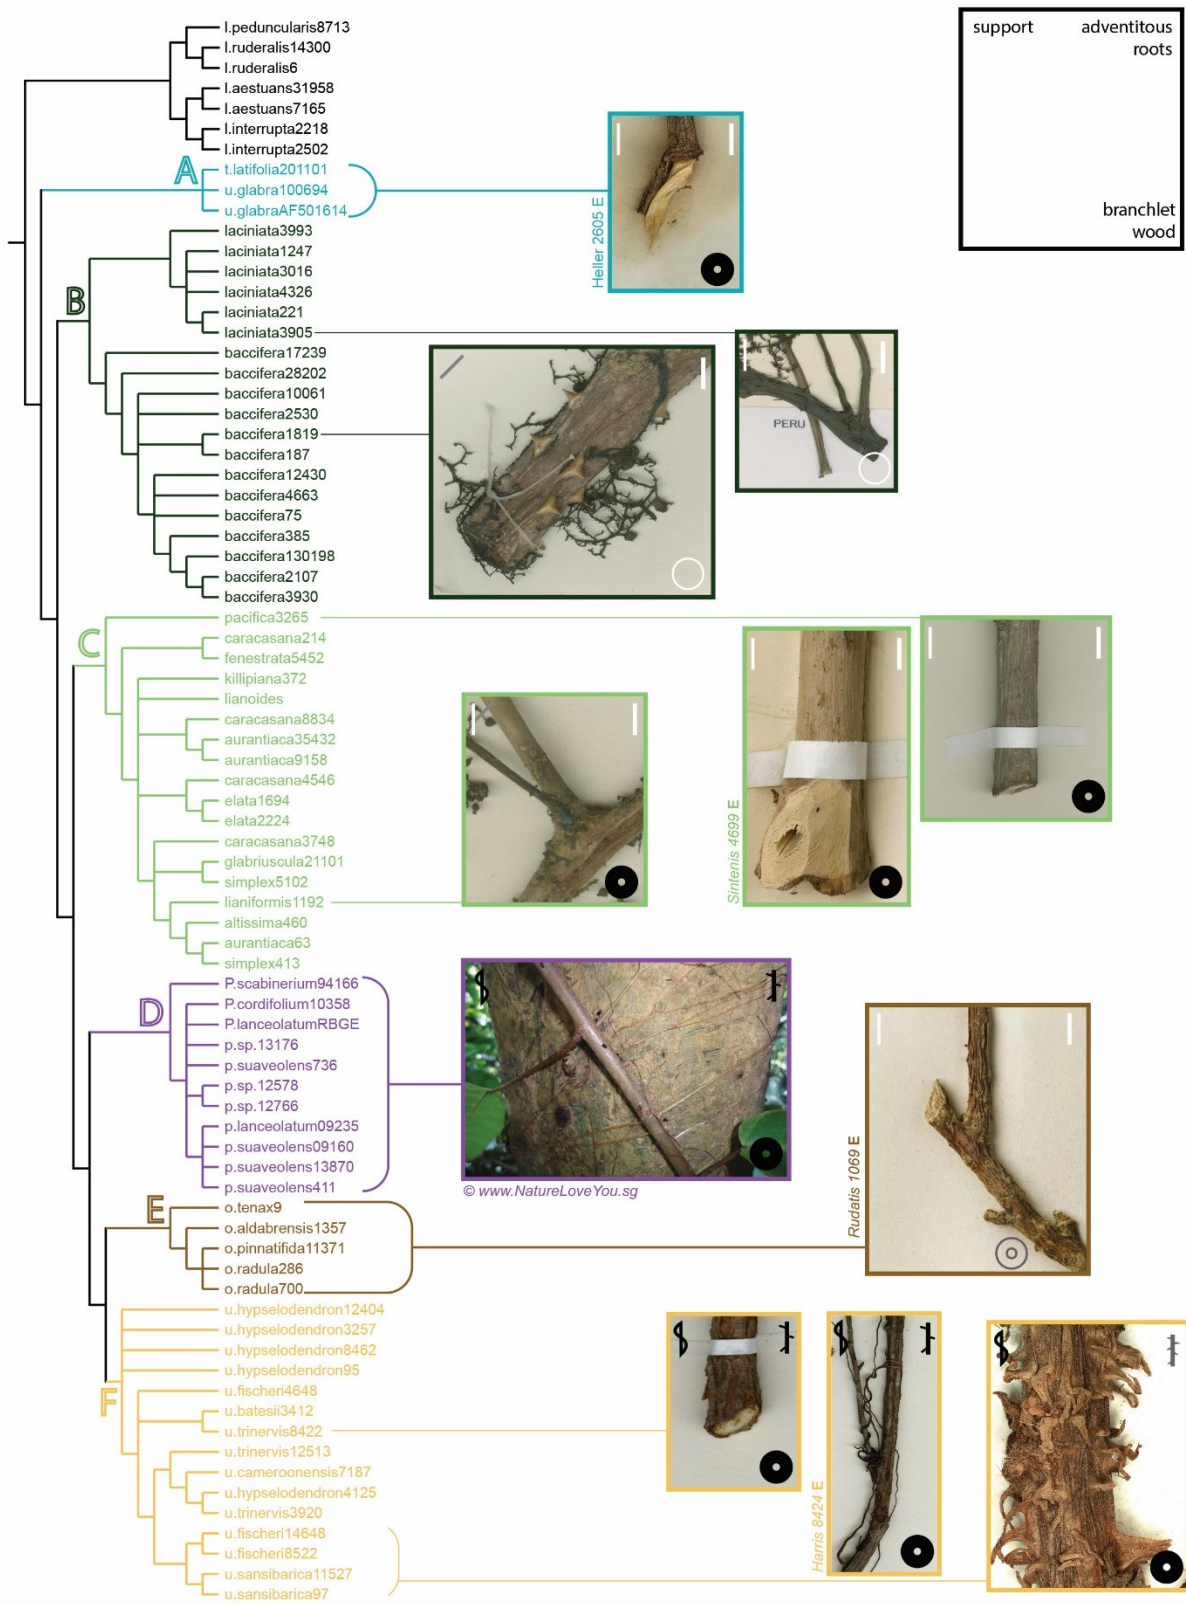 l.peduncularis8713
l.ruderalis14300
l.ruderalis6
l.aestuans31958
l.aestuans7165
l.interrupta2218
l.interrupta2502
A
t.latifolia201101
u.glabra100694
u.glabraAF501614
Heller 2605 E
support
adventitous
roots
branchlet
wood
B
laciniata3993
laciniata1247
laciniata3016
laciniata4326
laciniata221
laciniata3905
baccifera17239
baccifera28202
baccifera10061
baccifera2530
baccifera1819
baccifera187
baccifera12430
baccifera4663
baccifera75
baccifera385
baccifera130198
baccifera2107
baccifera3930
PERU
C
pacifica3265
caracasana214
fenestrata5452
killipiana372
lianoides
caracasana8834
aurantiaca35432
aurantiaca9158
caracasana4546
elata1694
elata2224
caracasana3748
glabriuscula21101
simplex5102
lianiformis1192
altissima460
aurantiaca63
simplex413
Sintenis 4699 E
D
P.scabinerium94166
P.cordifolium10358
P.lanceolatumRBGE
p.sp.13176
p.suaveolens736
p.sp.12578
p.sp.12766
p.lanceolatum09235
p.suaveolens09160
p.suaveolens13870
p.suaveolens411
© www.NatureLoveYou.sg
E
o.tenax9
o.aldabrensis1357
o.pinnatifida11371
o.radula286
o.radula700
Rudatis 1069 E
F
u.hypselodendron12404
u.hypselodendron3257
u.hypselodendron8462
u.hypselodendron95
u.fischeri4648
u.batesii3412
u.trinervis8422
u.trinervis12513
u.cameroonensis7187
u.hypselodendron4125
u.trinervis3920
u.fischeri14648
u.fischeri8522
u.sansibarica11527
u.sansibarica97
Harris 8424 E